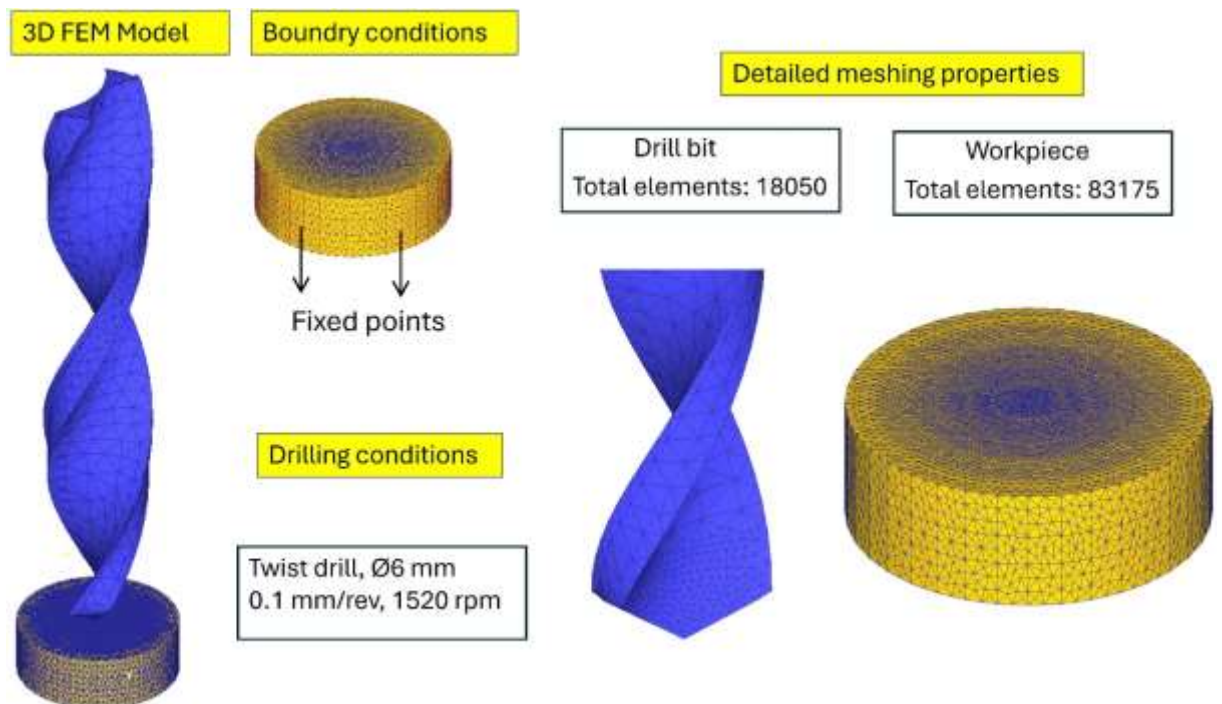 3D FEM Model
Boundry conditions
Fixed points
Drilling conditions
Twist drill, Ø6 mm
0.1 mm/rev, 1520 rpm
Detailed meshing properties
Drill bit
Total elements: 18050
Workpiece
Total elements: 83175